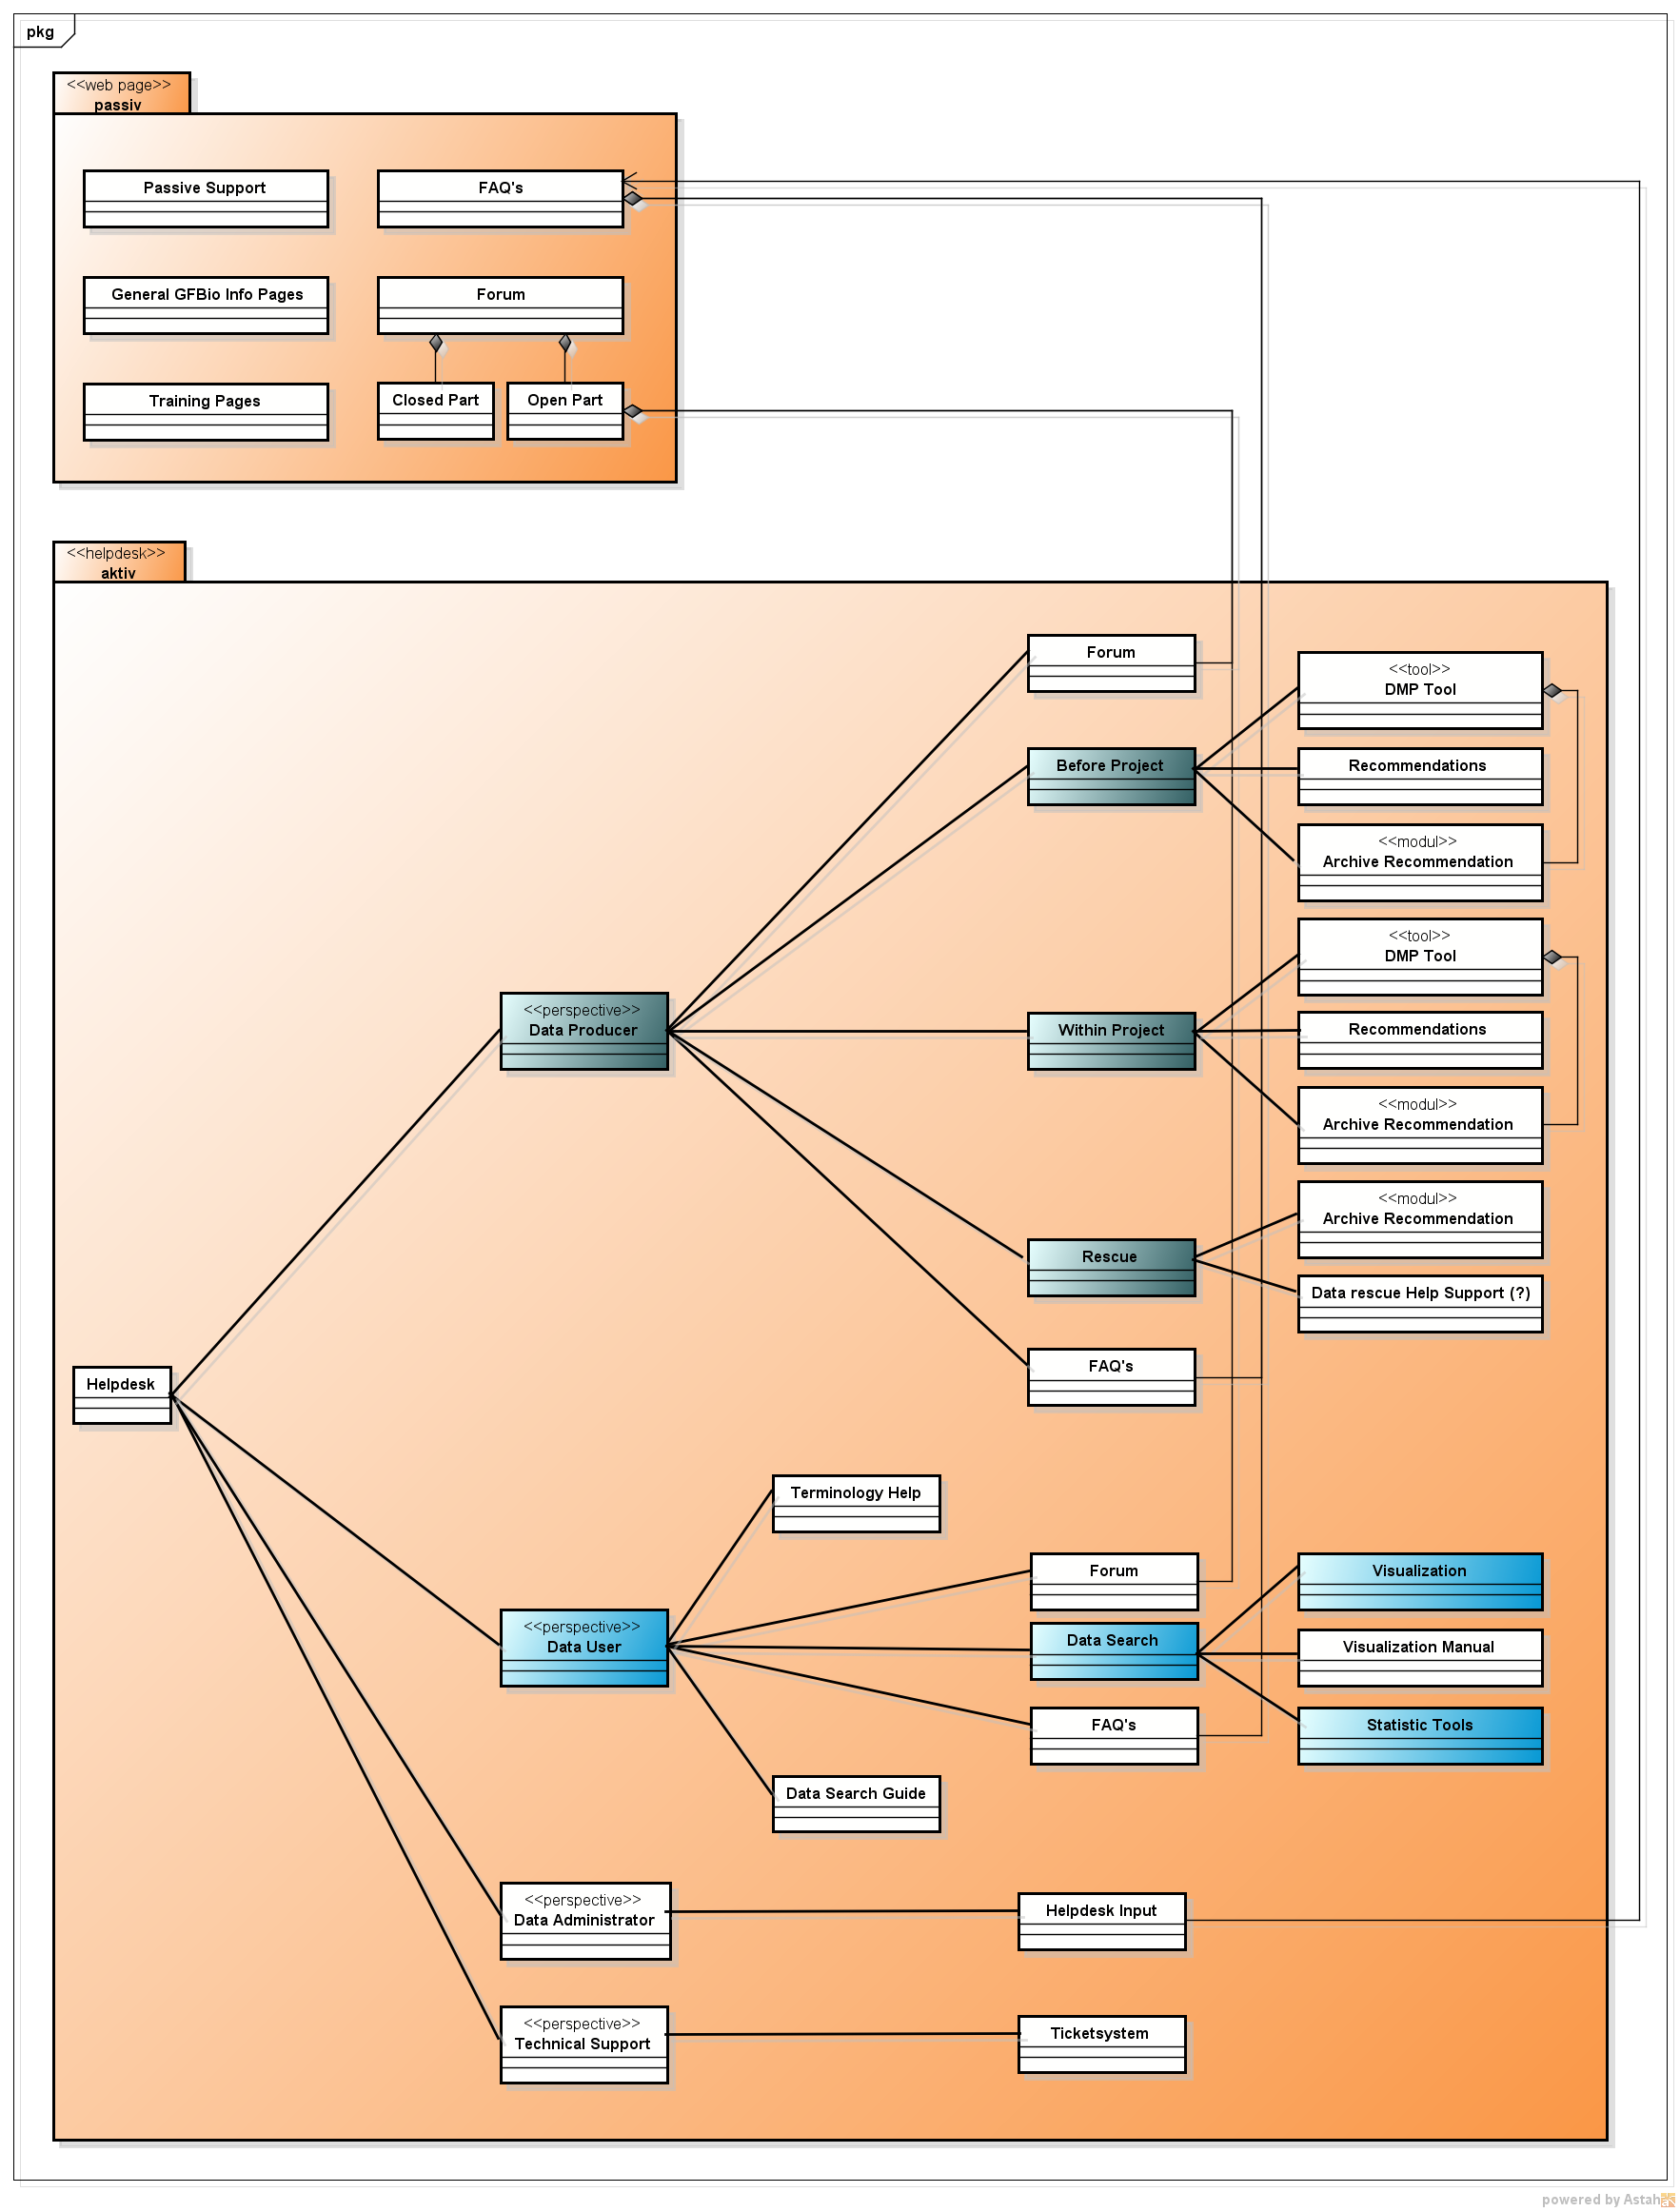 pkg
<<web page>>
passiv
Passive Support
FAQ's
General GFBio Info Pages
Forum
Training Pages
Closed Part
Open Part
<<helpdesk>>
aktiv
Forum
<<tool>>
DMP Tool
Before Project
Recommendations
<<modul>>
Archive Recommendation
<<tool>>
DMP Tool
<<perspective>>
Data Producer
Within Project
Recommendations
<<modul>>
Archive Recommendation
<<modul>>
Archive Recommendation
Rescue
Data rescue Help Support (?)
FAQ's
Helpdesk
Terminology Help
Forum
Visualization
<<perspective>>
Data User
Data Search
Visualization Manual
FAQ's
Statistic Tools
Data Search Guide
<<perspective>>
Data Administrator
Helpdesk Input
<<perspective>>
Technical Support
Ticketsystem
powered by Astah